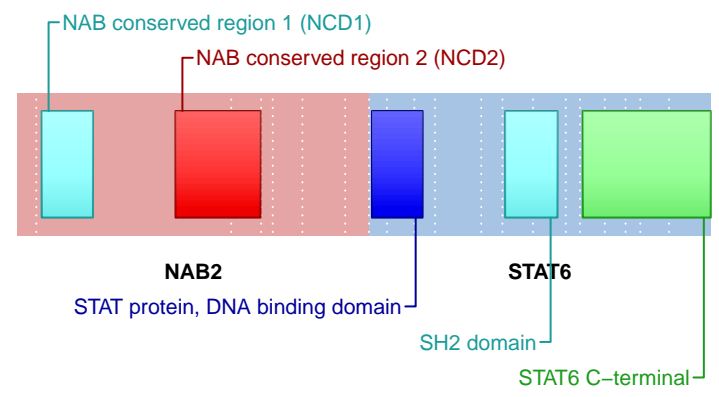 NAB conserved region 1 (NCD1)
NAB conserved region 2 (NCD2)
NAB2
STAT6
STAT protein, DNA binding domain
SH2 domain
STAT6 C−terminal